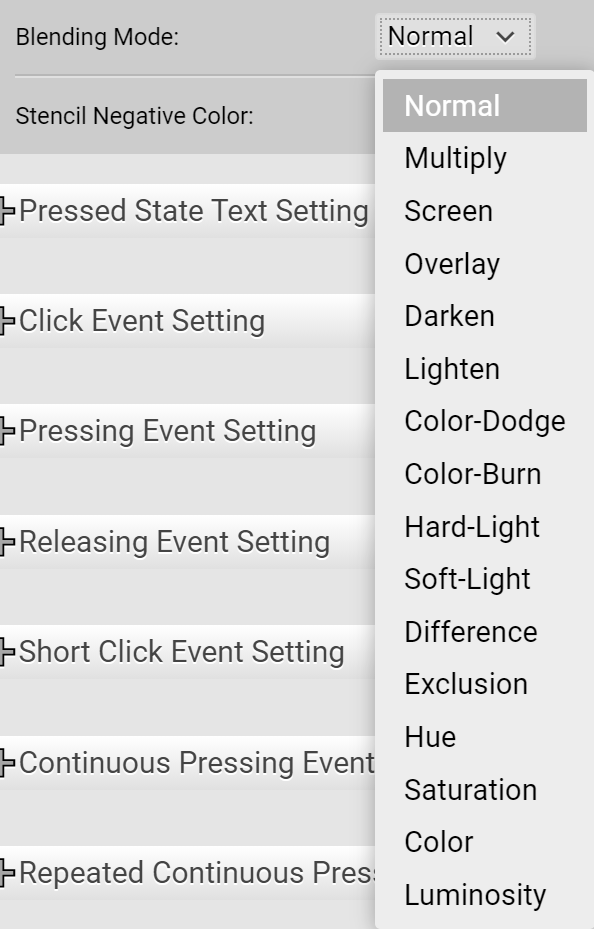 Blending Mode:
Normal
Stencil Negative Color:
Pressed State Text Setting
Click Event Setting
Pressing Event Setting
Releasing Event Setting
Short Click Event Setting
Continuous Pressing Event
Repeated Continuous Press
Normal
Multiply
Screen
Overlay
Darken
Lighten
Color-Dodge
Color-Burn
Hard-Light
Soft-Light
Difference
Exclusion
Hue
Saturation
Color
Luminosity